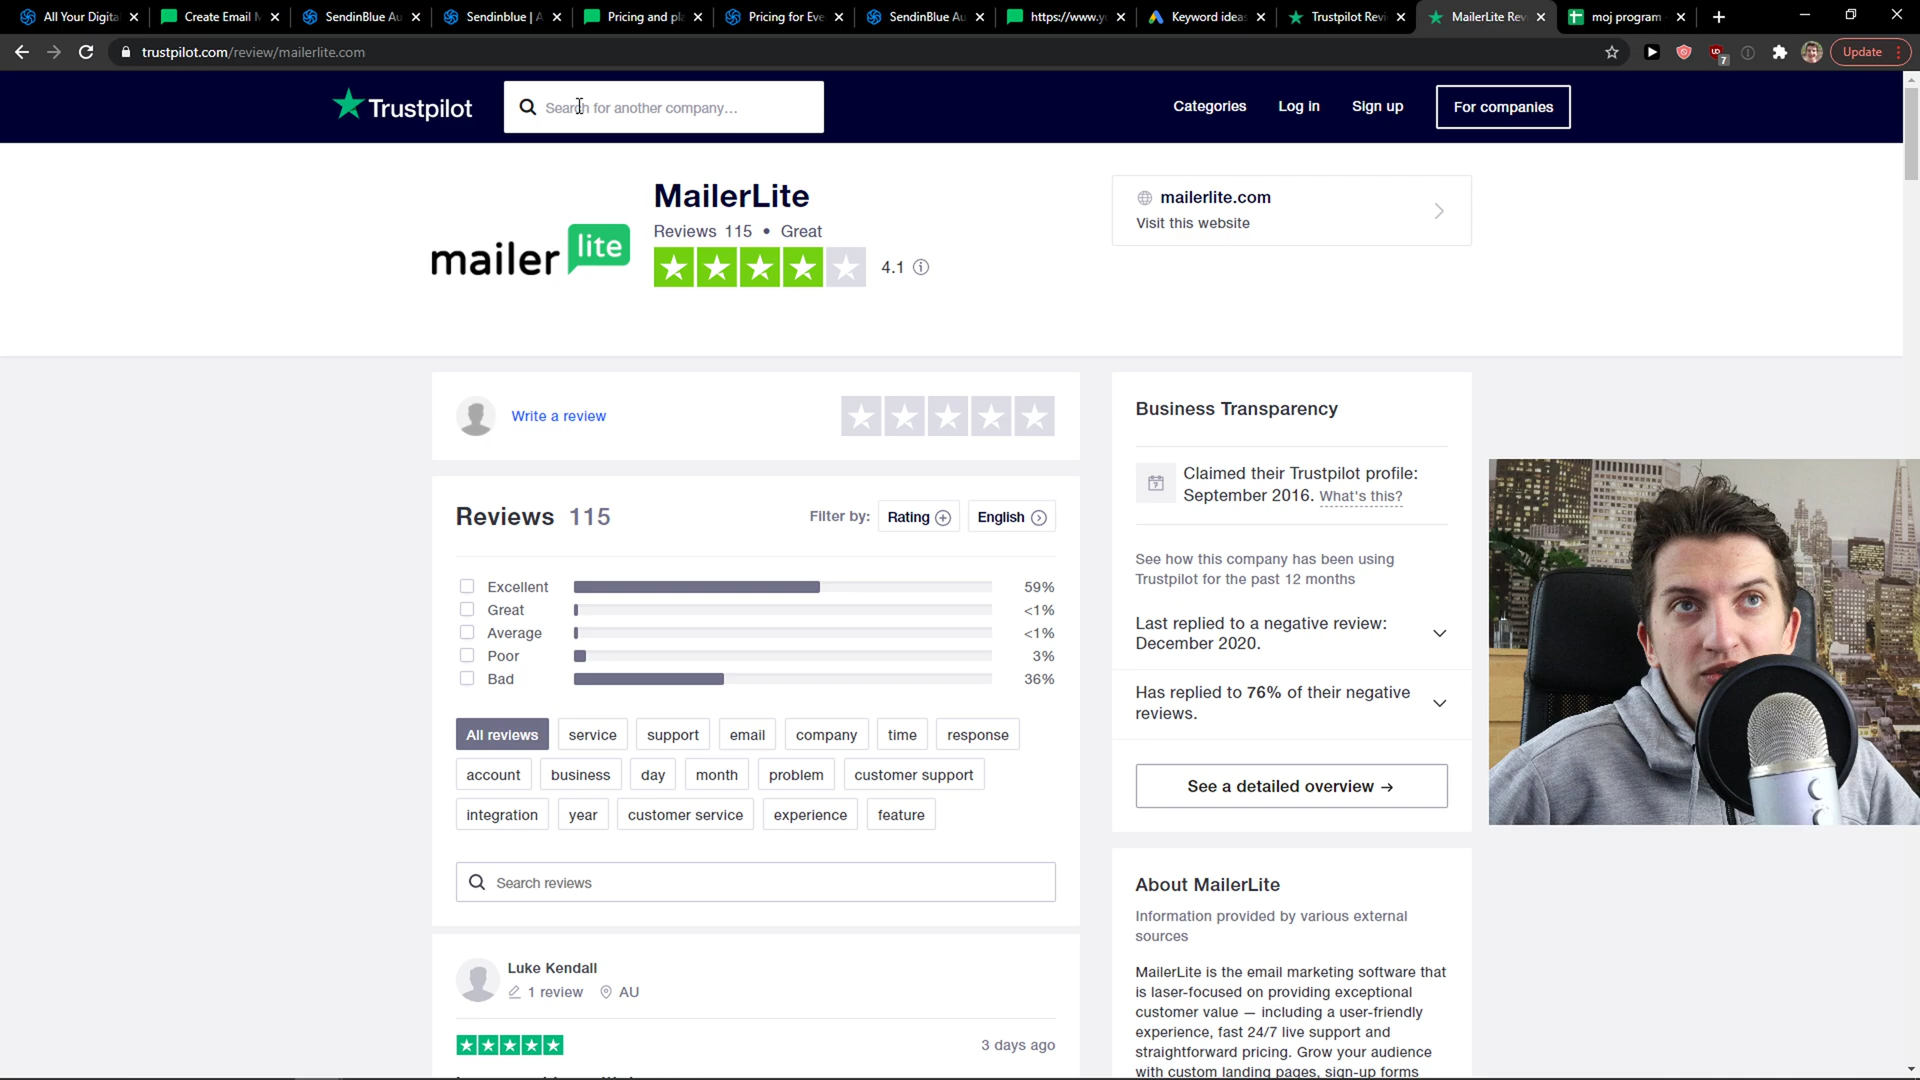 All Your Digital
Create Email M
SendinBlue Au
Sendinblue | A
Pricing and pla
Pricing for Eve
SendinBlue Au
https://www.y
Keyword ideas
Trustpilot Revi
MailerLite Rev
moj program
trustpilot.com/review/mailerlite.com
7
Update
Trustpilot
Search for another company...
Categories
Log in
Sign up
For companies
mailer lite
MailerLite
Reviews 115 • Great
4.1
mailerlite.com
Visit this website
Write a review
Reviews 115
Filter by:
Rating
English
Excellent 59%
Great <1%
Average <1%
Poor 3%
Bad 36%
All reviews service support email company time response
account business day month problem customer support
integration year customer service experience feature
Search reviews
Luke Kendall
1 review AU
3 days ago
Business Transparency
Claimed their Trustpilot profile:
September 2016. What's this?
See how this company has been using
Trustpilot for the past 12 months
Last replied to a negative review:
December 2020.
Has replied to 76% of their negative
reviews.
See a detailed overview →
About MailerLite
Information provided by various external
sources
MailerLite is the email marketing software that
is laser-focused on providing exceptional
customer value — including a user-friendly
experience, fast 24/7 live support and
straightforward pricing. Grow your audience
with custom landing pages, sign-up forms